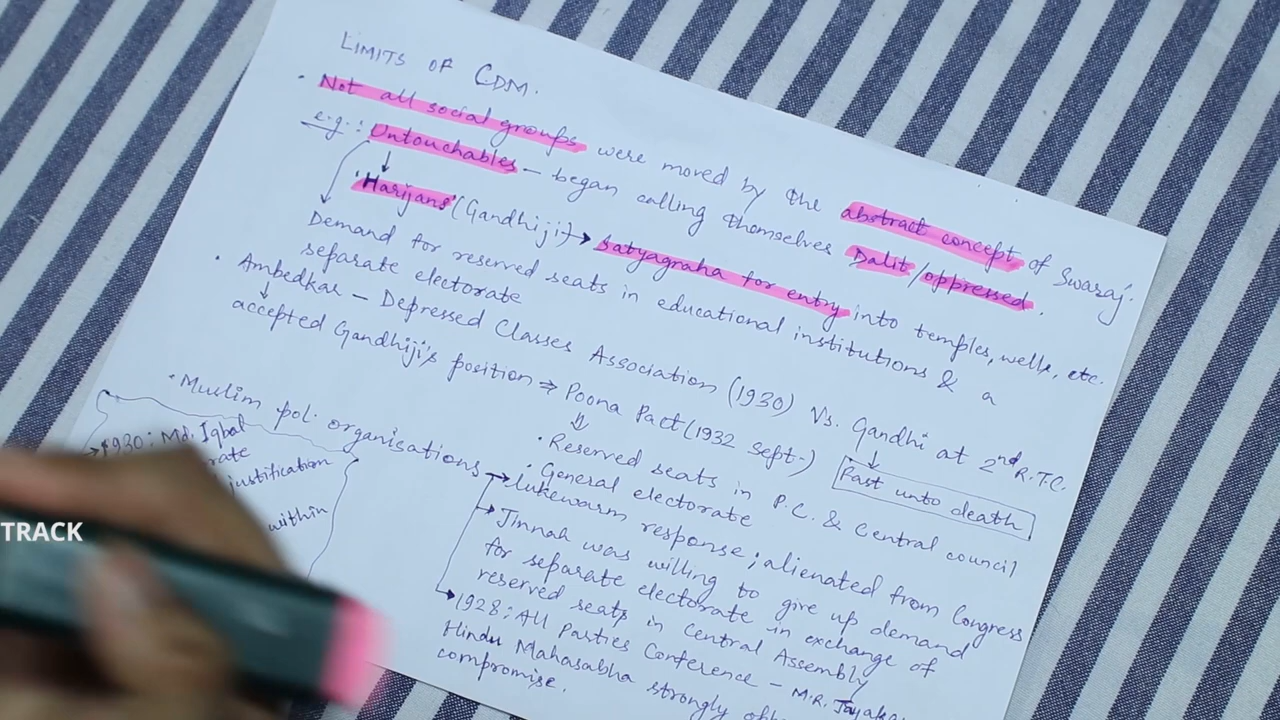 LIMITS OF CDM.
• Not all social groups were moved by the abstract concept of Swaraj.
e.g.: Untouchables – began calling themselves Dalit/oppressed.
'Harijans' (Gandhiji) → satyagraha for entry into temples, wells, etc.
Demand for reserved seats in educational institutions & a
separate electorate
• Ambedkar – Depressed Classes Association (1930) Vs. Gandhi at 2nd R.T.C.
Fast unto death
accepted Gandhiji's position ⇒ Poona Pact (1932 Sept.)
• Reserved seats in P.C. & Central council
• General electorate
• Muslim pol. organisations → lukewarm response; alienated from Congress
→ Jinnah was willing to give up demand
for separate electorate in exchange of
reserved seats in Central Assembly
→ 1928: All Parties Conference – M.R. Jayakar
Hindu Mahasabha strongly
compromise.
→ 1930: Md. Iqbal
justification
within
TRACK